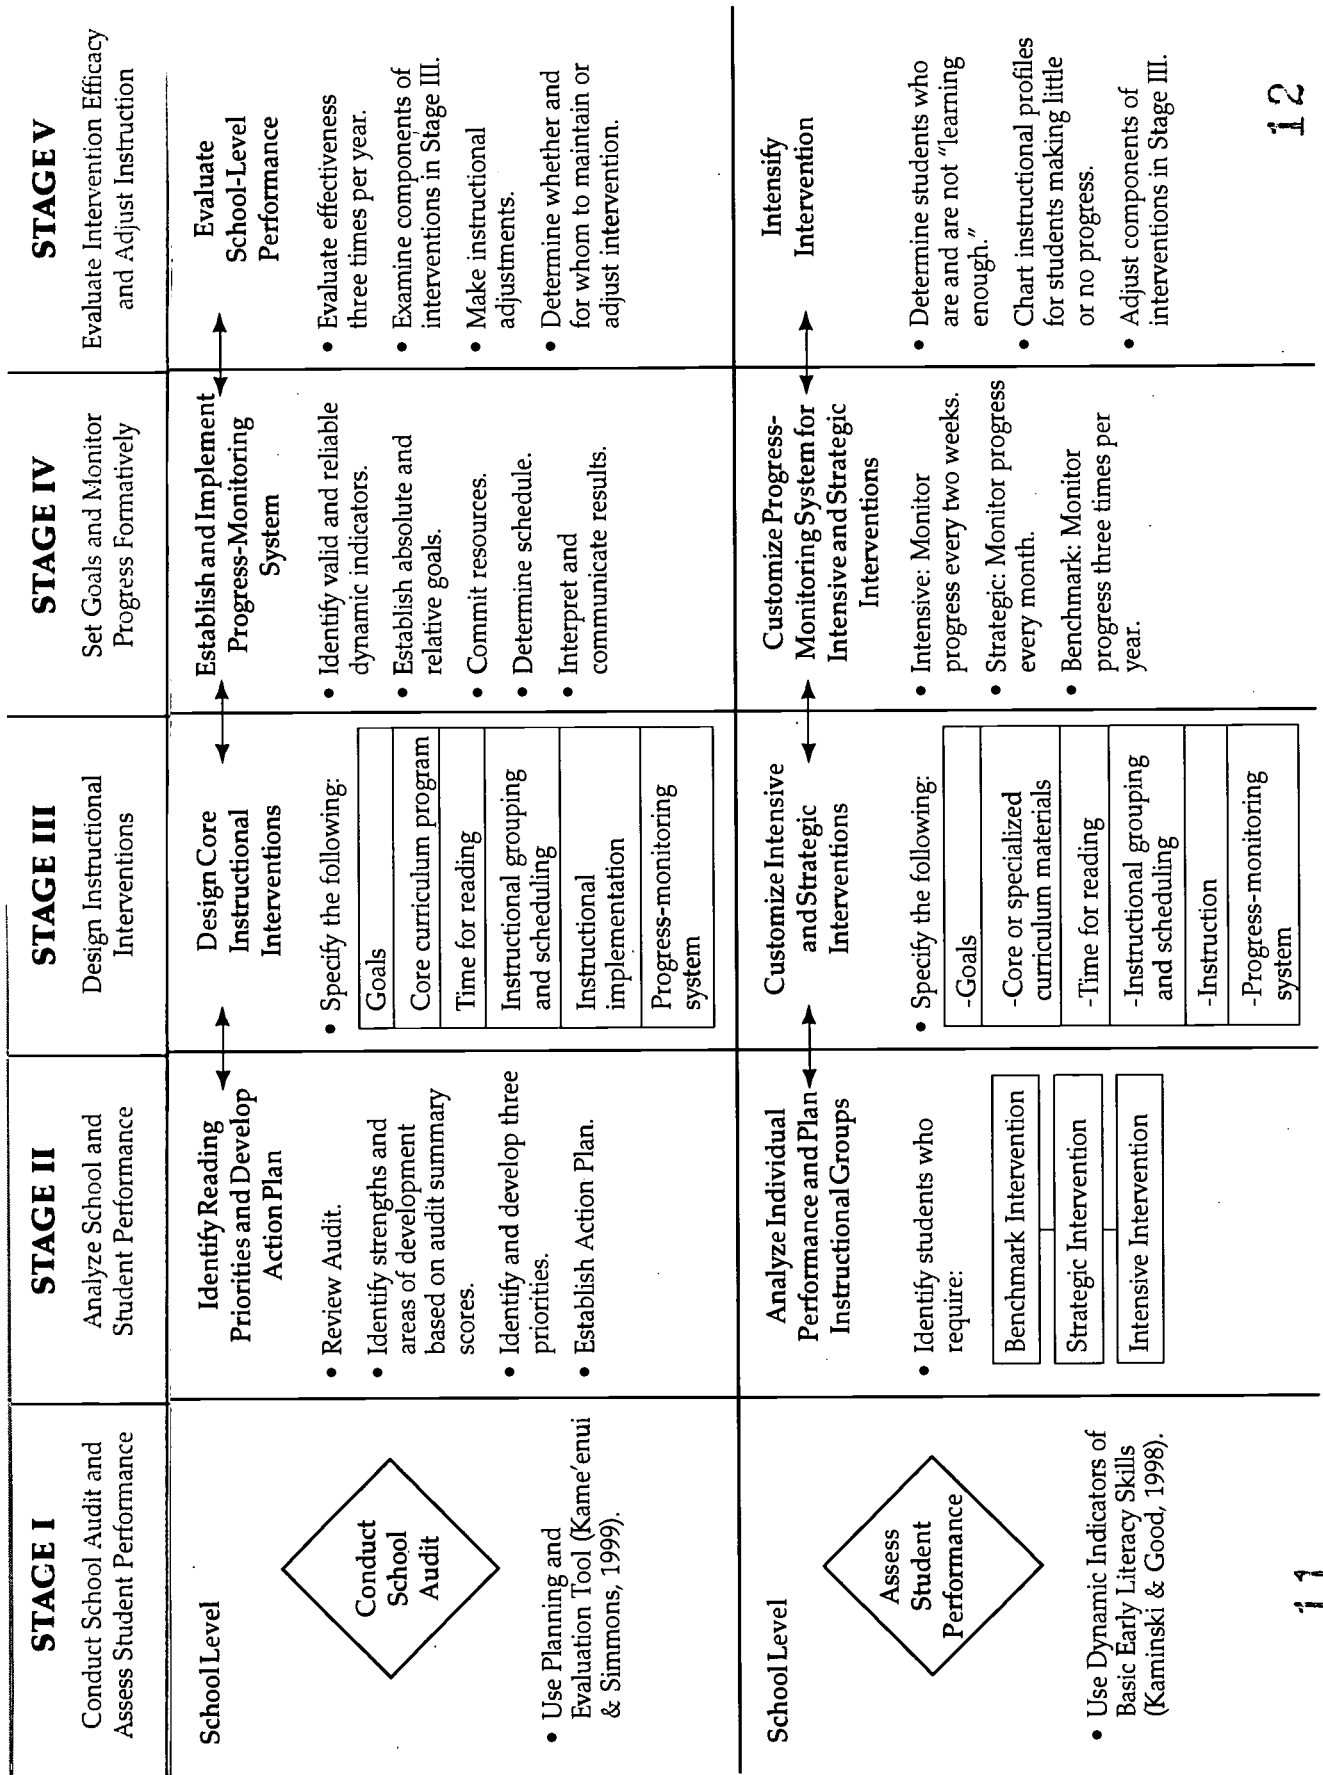 STAGE I
Conduct School Audit and
Assess Student Performance
STAGE II
Analyze School and
Student Performance
STAGE III
Design Instructional
Interventions
STAGE IV
Set Goals and Monitor
Progress Formatively
STAGE V
Evaluate Intervention Efficacy
and Adjust Instruction
School Level
Conduct
School
Audit
• Use Planning and
Evaluation Tool (Kame'enui
& Simmons, 1999).
Identify Reading
Priorities and Develop
Action Plan
• Review Audit.
• Identify strengths and
areas of development
based on audit summary
scores.
• Identify and develop three
priorities.
• Establish Action Plan.
Design Core
Instructional
Interventions
• Specify the following:
Goals
Core curriculum program
Time for reading
Instructional grouping
and scheduling
Instructional
implementation
Progress-monitoring
system
Establish and Implement
Progress-Monitoring
System
• Identify valid and reliable
dynamic indicators.
• Establish absolute and
relative goals.
• Commit resources.
• Determine schedule.
• Interpret and
communicate results.
Evaluate
School-Level
Performance
• Evaluate effectiveness
three times per year.
• Examine components of
interventions in Stage III.
• Make instructional
adjustments.
• Determine whether and
for whom to maintain or
adjust intervention.
School Level
Assess
Student
Performance
• Use Dynamic Indicators of
Basic Early Literacy Skills
(Kaminski & Good, 1998).
Analyze Individual
Performance and Plan
Instructional Groups
• Identify students who
require:
Benchmark Intervention
Strategic Intervention
Intensive Intervention
Customize Intensive
and Strategic
Interventions
• Specify the following:
-Goals
-Core or specialized
curriculum materials
-Time for reading
-Instructional grouping
and scheduling
-Instruction
-Progress-monitoring
system
Customize Progress-
Monitoring System for
Intensive and Strategic
Interventions
• Intensive: Monitor
progress every two weeks.
• Strategic: Monitor progress
every month.
• Benchmark: Monitor
progress three times per
year.
Intensify
Intervention
• Determine students who
are and are not "learning
enough."
• Chart instructional profiles
for students making little
or no progress.
• Adjust components of
interventions in Stage III.
11
12